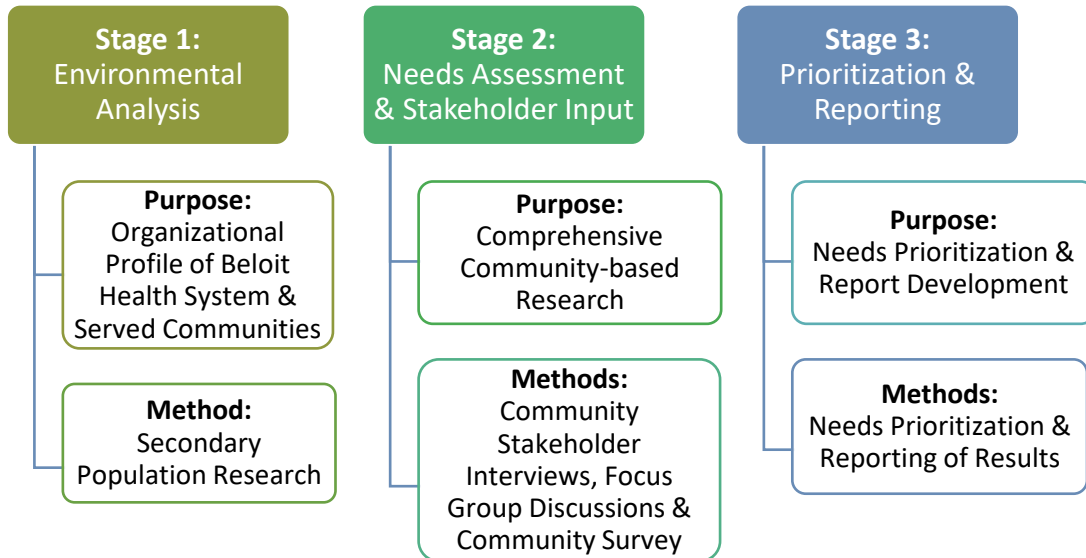 Stage 1:
Environmental
Analysis
Purpose:
Organizational
Profile of Beloit
Health System &
Served Communities
Method:
Secondary
Population Research
Stage 2:
Needs Assessment
& Stakeholder Input
Purpose:
Comprehensive
Community-based
Research
Methods:
Community
Stakeholder
Interviews, Focus
Group Discussions &
Community Survey
Stage 3:
Prioritization &
Reporting
Purpose:
Needs Prioritization &
Report Development
Methods:
Needs Prioritization &
Reporting of Results